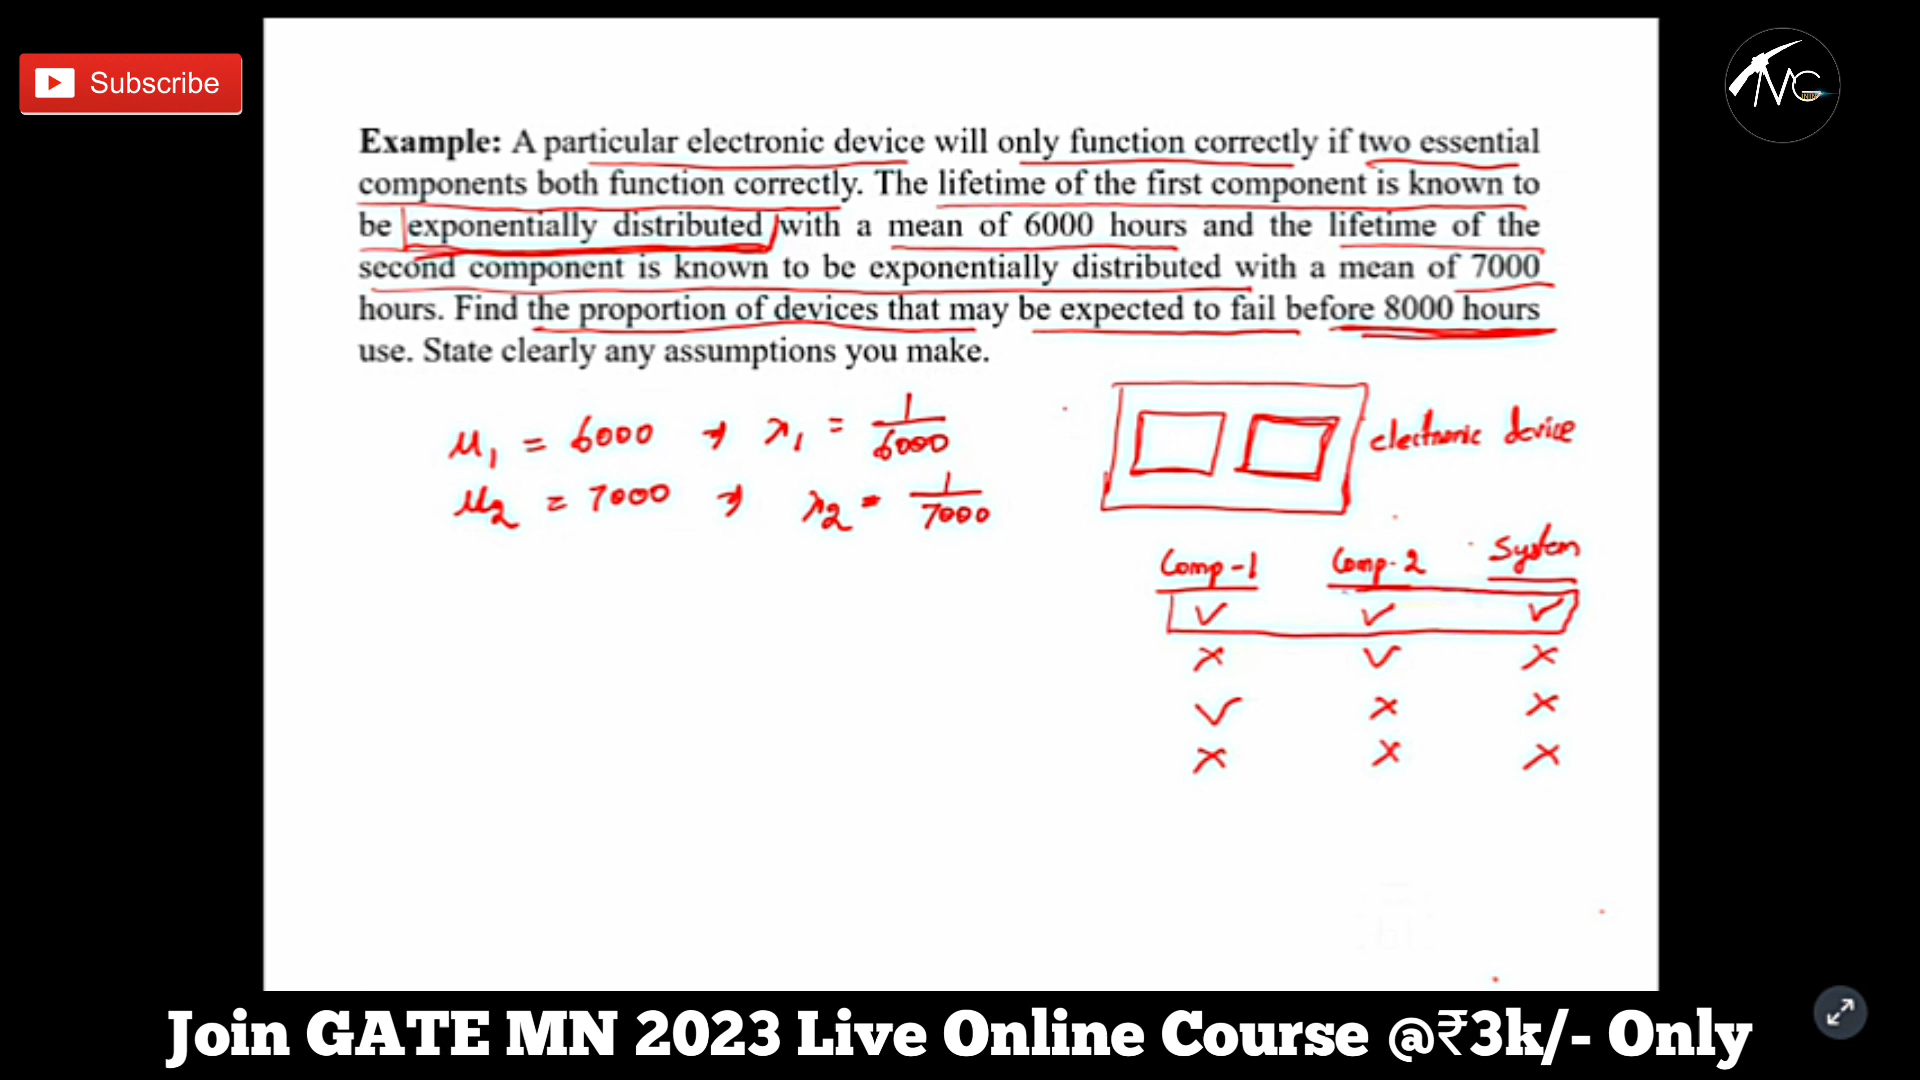 Subscribe
MG
Example: A particular electronic device will only function correctly if two essential
components both function correctly. The lifetime of the first component is known to
be exponentially distributed with a mean of 6000 hours and the lifetime of the
second component is known to be exponentially distributed with a mean of 7000
hours. Find the proportion of devices that may be expected to fail before 8000 hours
use. State clearly any assumptions you make.
μ₁ = 6000 → λ₁ = 1/6000
μ₂ = 7000 → λ₂ = 1/7000
electronic device
Comp-1 Comp-2 System
✓ ✓ ✓
× ✓ ×
✓ × ×
× × ×
Join GATE MN 2023 Live Online Course @₹3k/- Only